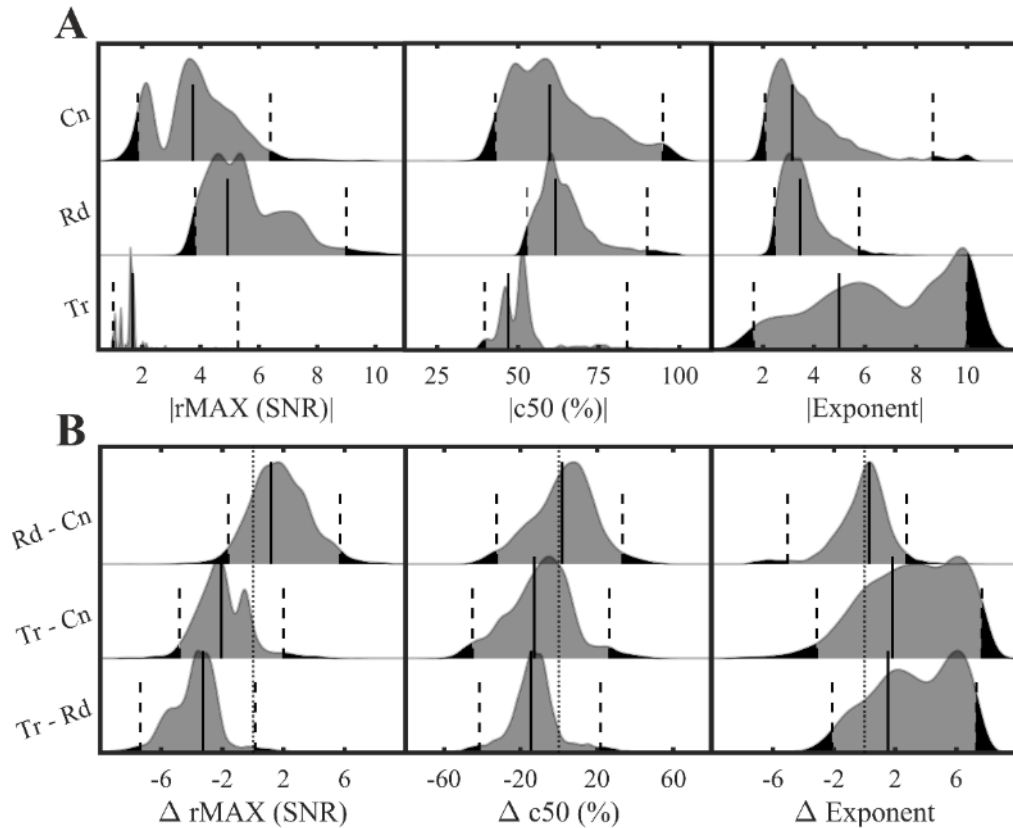 A
Cn
Rd
Tr
2 4 6 8 10
25 50 75 100
2 4 6 8 10
|rMAX (SNR)|
|c50 (%)|
|Exponent|
B
Rd - Cn
Tr - Cn
Tr - Rd
-6 -2 2 6
-60 -20 20 60
-6 -2 2 6
Δ rMAX (SNR)
Δ c50 (%)
Δ Exponent